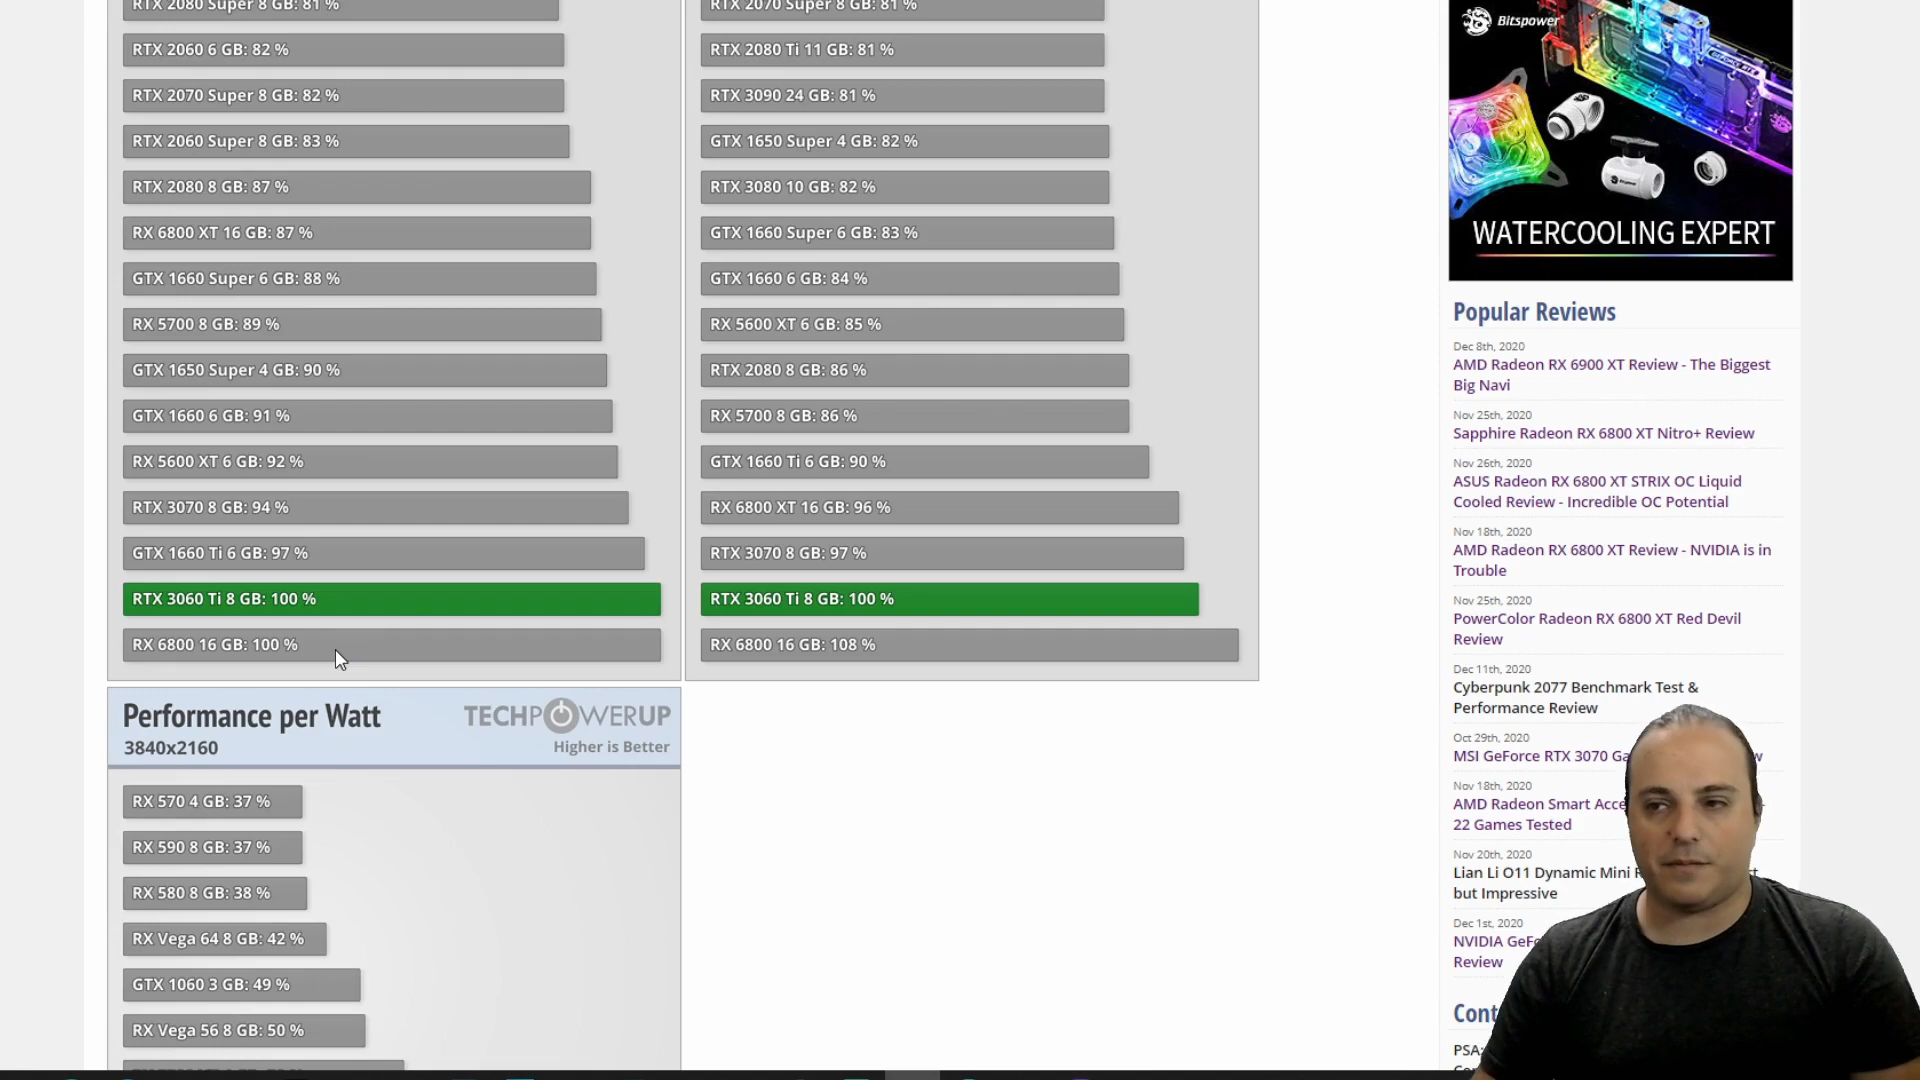 RTX 2080 Super 8 GB: 81 %
RTX 2060 6 GB: 82 %
RTX 2070 Super 8 GB: 82 %
RTX 2060 Super 8 GB: 83 %
RTX 2080 8 GB: 87 %
RX 6800 XT 16 GB: 87 %
GTX 1660 Super 6 GB: 88 %
RX 5700 8 GB: 89 %
GTX 1650 Super 4 GB: 90 %
GTX 1660 6 GB: 91 %
RX 5600 XT 6 GB: 92 %
RTX 3070 8 GB: 94 %
GTX 1660 Ti 6 GB: 97 %
RTX 3060 Ti 8 GB: 100 %
RX 6800 16 GB: 100 %
RTX 2070 Super 8 GB: 81 %
RTX 2080 Ti 11 GB: 81 %
RTX 3090 24 GB: 81 %
GTX 1650 Super 4 GB: 82 %
RTX 3080 10 GB: 82 %
GTX 1660 Super 6 GB: 83 %
GTX 1660 6 GB: 84 %
RX 5600 XT 6 GB: 85 %
RTX 2080 8 GB: 86 %
RX 5700 8 GB: 86 %
GTX 1660 Ti 6 GB: 90 %
RX 6800 XT 16 GB: 96 %
RTX 3070 8 GB: 97 %
RTX 3060 Ti 8 GB: 100 %
RX 6800 16 GB: 108 %
Performance per Watt
TECHPOWERUP
3840x2160
Higher is Better
RX 570 4 GB: 37 %
RX 590 8 GB: 37 %
RX 580 8 GB: 38 %
RX Vega 64 8 GB: 42 %
GTX 1060 3 GB: 49 %
RX Vega 56 8 GB: 50 %
Bitspower
WATERCOOLING EXPERT
Popular Reviews
Dec 8th, 2020
AMD Radeon RX 6900 XT Review - The Biggest
Big Navi
Nov 25th, 2020
Sapphire Radeon RX 6800 XT Nitro+ Review
Nov 26th, 2020
ASUS Radeon RX 6800 XT STRIX OC Liquid
Cooled Review - Incredible OC Potential
Nov 18th, 2020
AMD Radeon RX 6800 XT Review - NVIDIA is in
Trouble
Nov 25th, 2020
PowerColor Radeon RX 6800 XT Red Devil
Review
Dec 11th, 2020
Cyberpunk 2077 Benchmark Test &
Performance Review
Oct 29th, 2020
MSI GeForce RTX 3070
Nov 18th, 2020
AMD Radeon Smart
22 Games Tested
Nov 20th, 2020
Lian Li O11 Dynamic Mini
but Impressive
Dec 1st, 2020
NVIDIA
Review